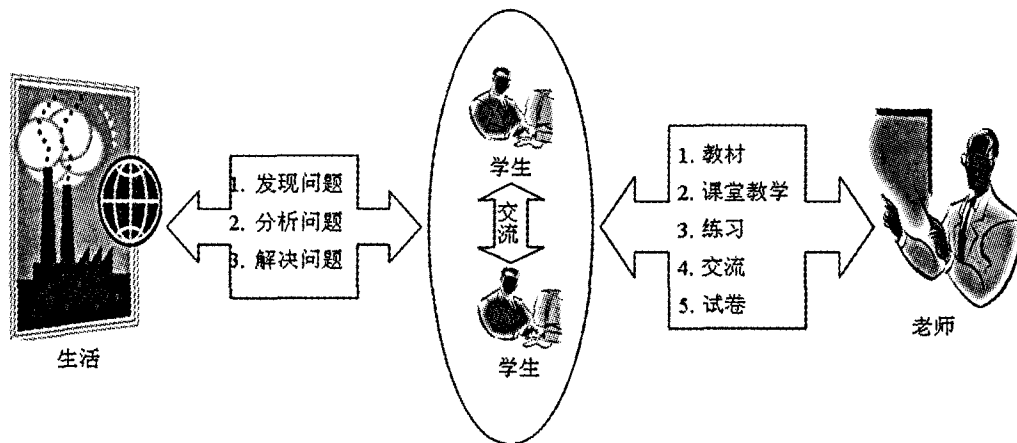 生活
1. 发现问题
2. 分析问题
3. 解决问题
学生
交流
学生
1. 教材
2. 课堂教学
3. 练习
4. 交流
5. 试卷
老师